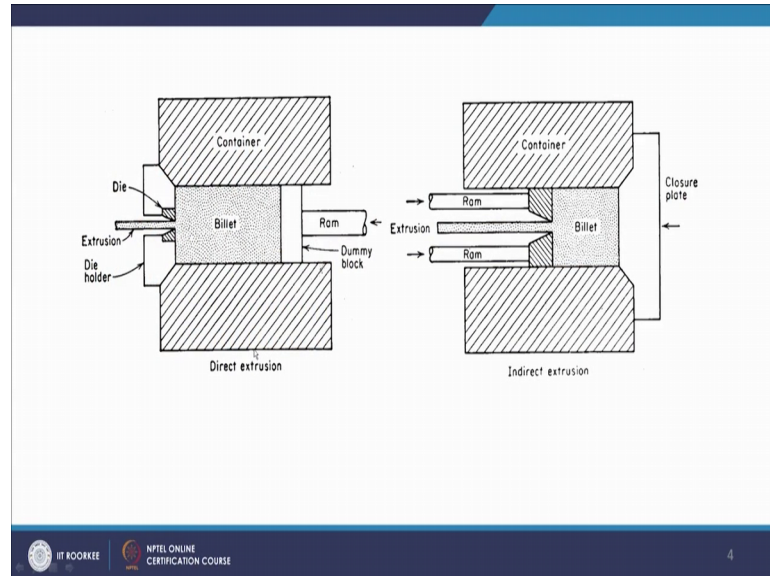 Container
Die
Billet
Ram
Extrusion
Dummy
block
Die
holder
Direct extrusion
Container
Closure
plate
Ram
Extrusion
Billet
Ram
Indirect extrusion
IIT ROORKEE
NPTEL ONLINE
CERTIFICATION COURSE
4